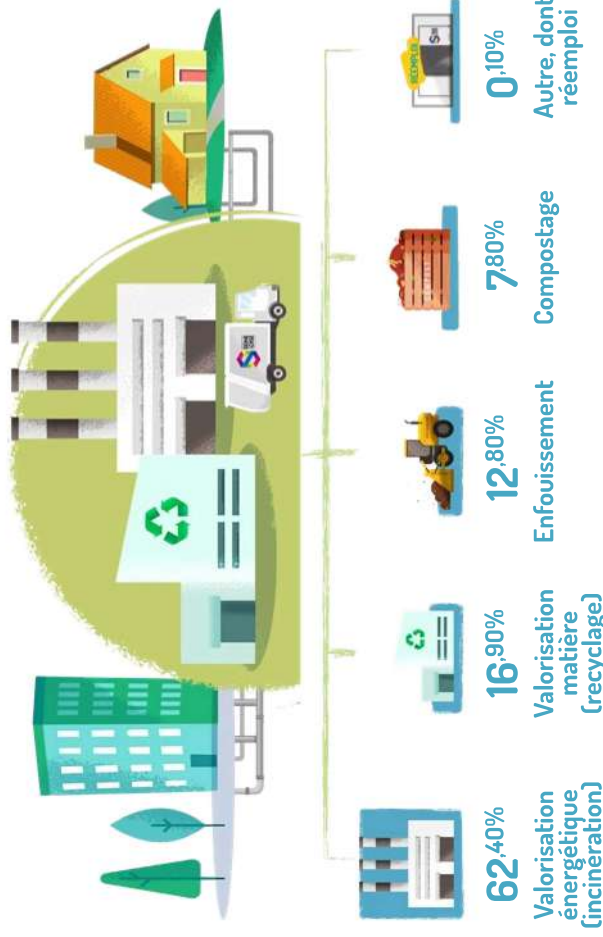 62,40%
Valorisation
énergétique
(incinération)
16,90%
Valorisation
matière
(recyclage)
12,80%
Enfouissement
7,80%
Compostage
RÉEMPLOI
0,10%
Autre, dont
réemploi